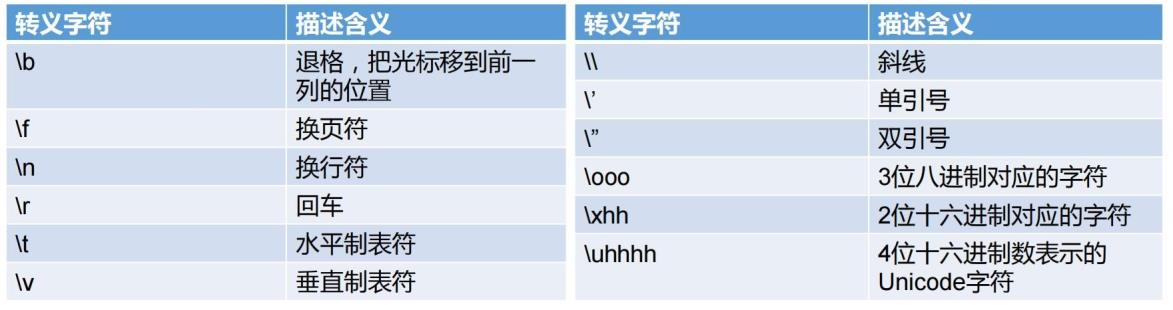 转义字符 描述含义
\b 退格，把光标移到前一
列的位置
\f 换页符
\n 换行符
\r 回车
\t 水平制表符
\v 垂直制表符
转义字符 描述含义
\\ 斜线
\’ 单引号
\” 双引号
\ooo 3位八进制对应的字符
\xhh 2位十六进制对应的字符
\uhhhh 4位十六进制数表示的
Unicode字符